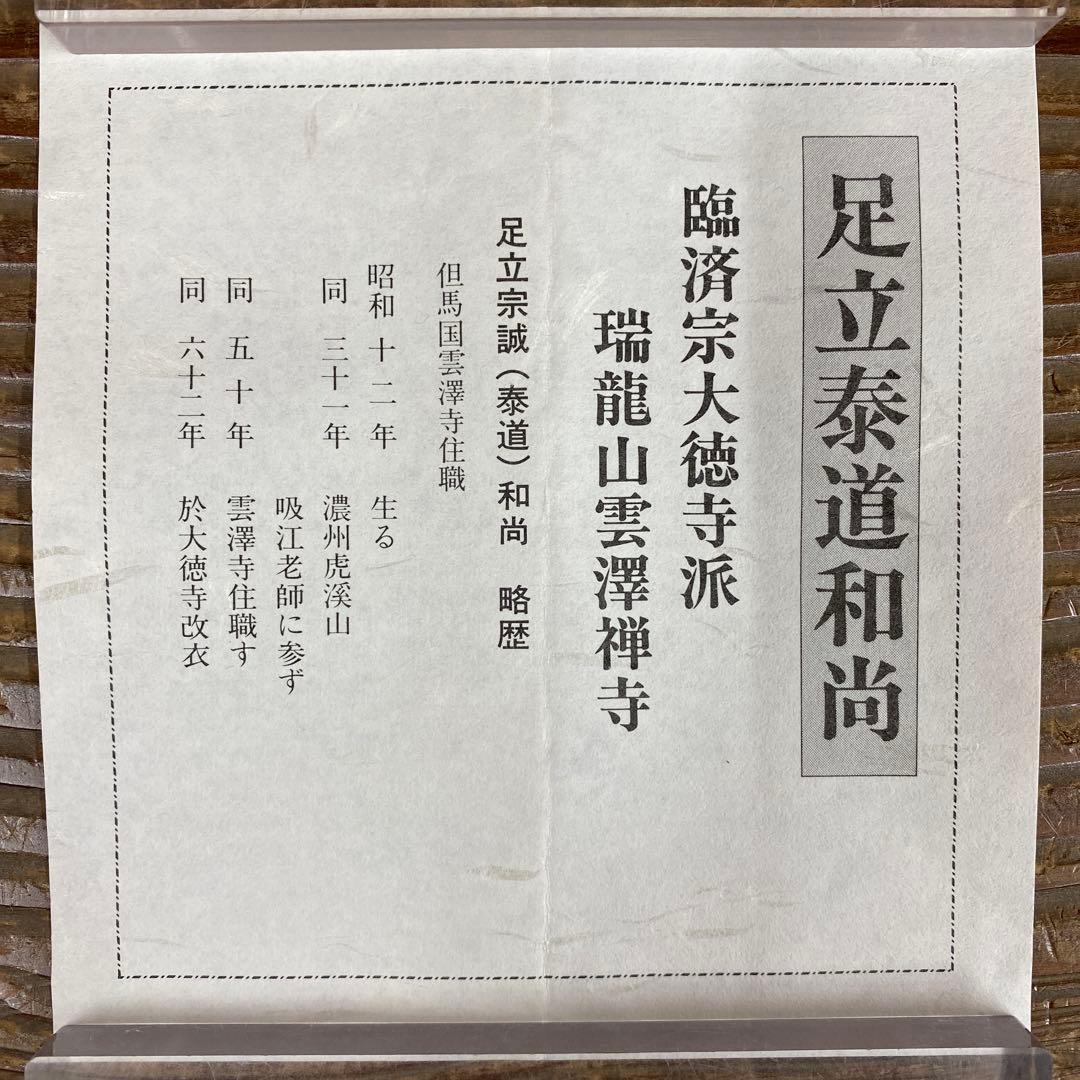 足立泰道和尚
臨済宗大徳寺派
瑞龍山雲澤禅寺
足立宗誠（泰道）和尚　略歴
但馬国雲澤寺住職
昭和 十二年　生る
同 三十一年　濃州虎溪山
吸江老師に参ず
同 五十年　雲澤寺住職す
同 六十二年　於大徳寺改衣